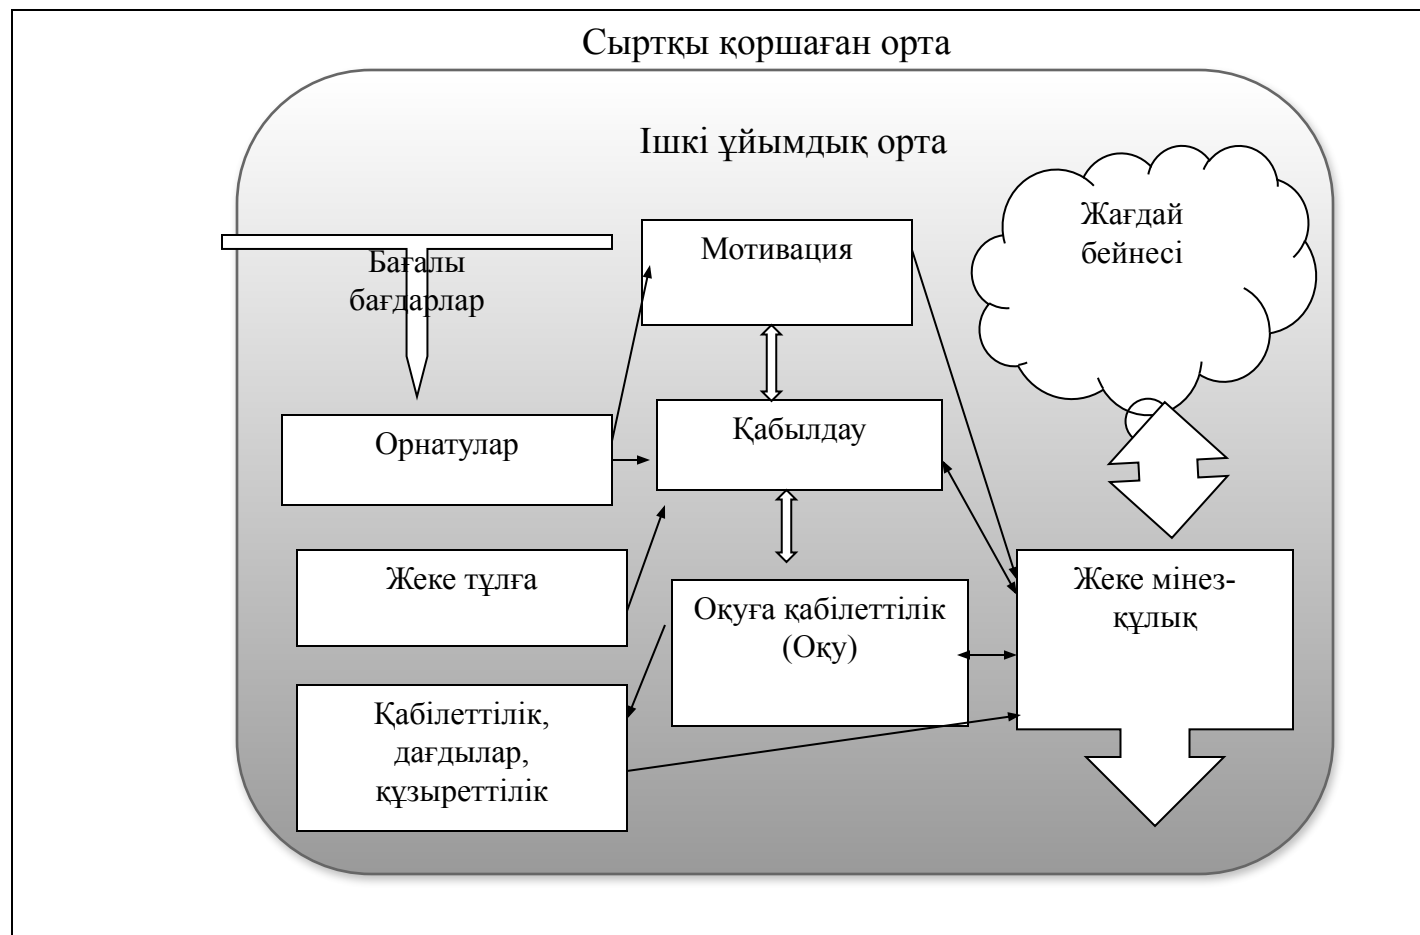 Сыртқы қоршаған орта
Ішкі ұйымдық орта
Жағдай
бейнесі
Мотивация
Бағалы
бағдарлар
Қабылдау
Орнатулар
Жеке тұлға
Оқуға қабілеттілік
(Оқу)
Жеке мінез-
құлық
Қабілеттілік,
дағдылар,
құзыреттілік